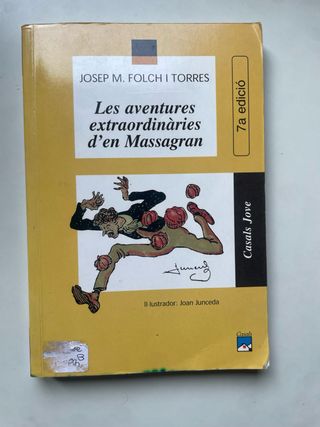 JOSEP M. FOLCH I TORRES
Les aventures
extraordinàries
d'en Massagran
7a edició
Casals Jove
Junceda
Il·lustrador: Joan Junceda
Casals
B